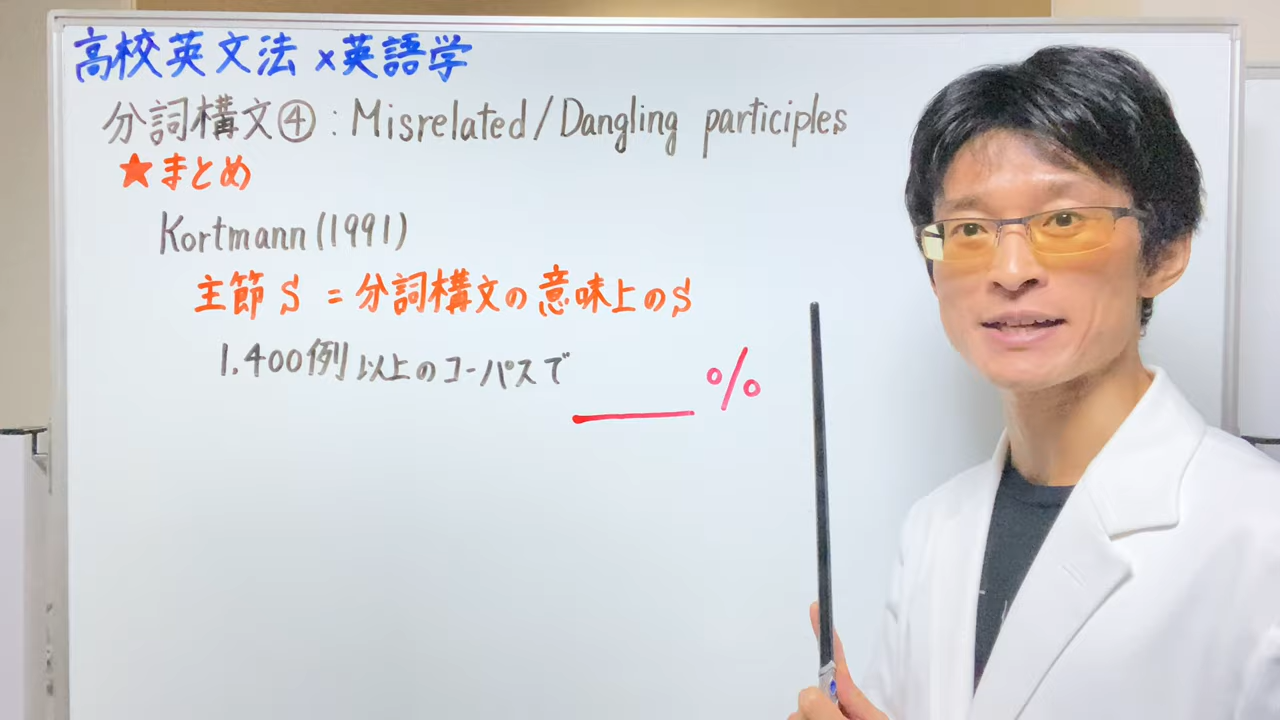 高校英文法×英語学
分詞構文④：Misrelated/Dangling participles
★まとめ
Kortmann(1991)
主節S＝分詞構文の意味上のS
1,400例以上のコーパスで
___%